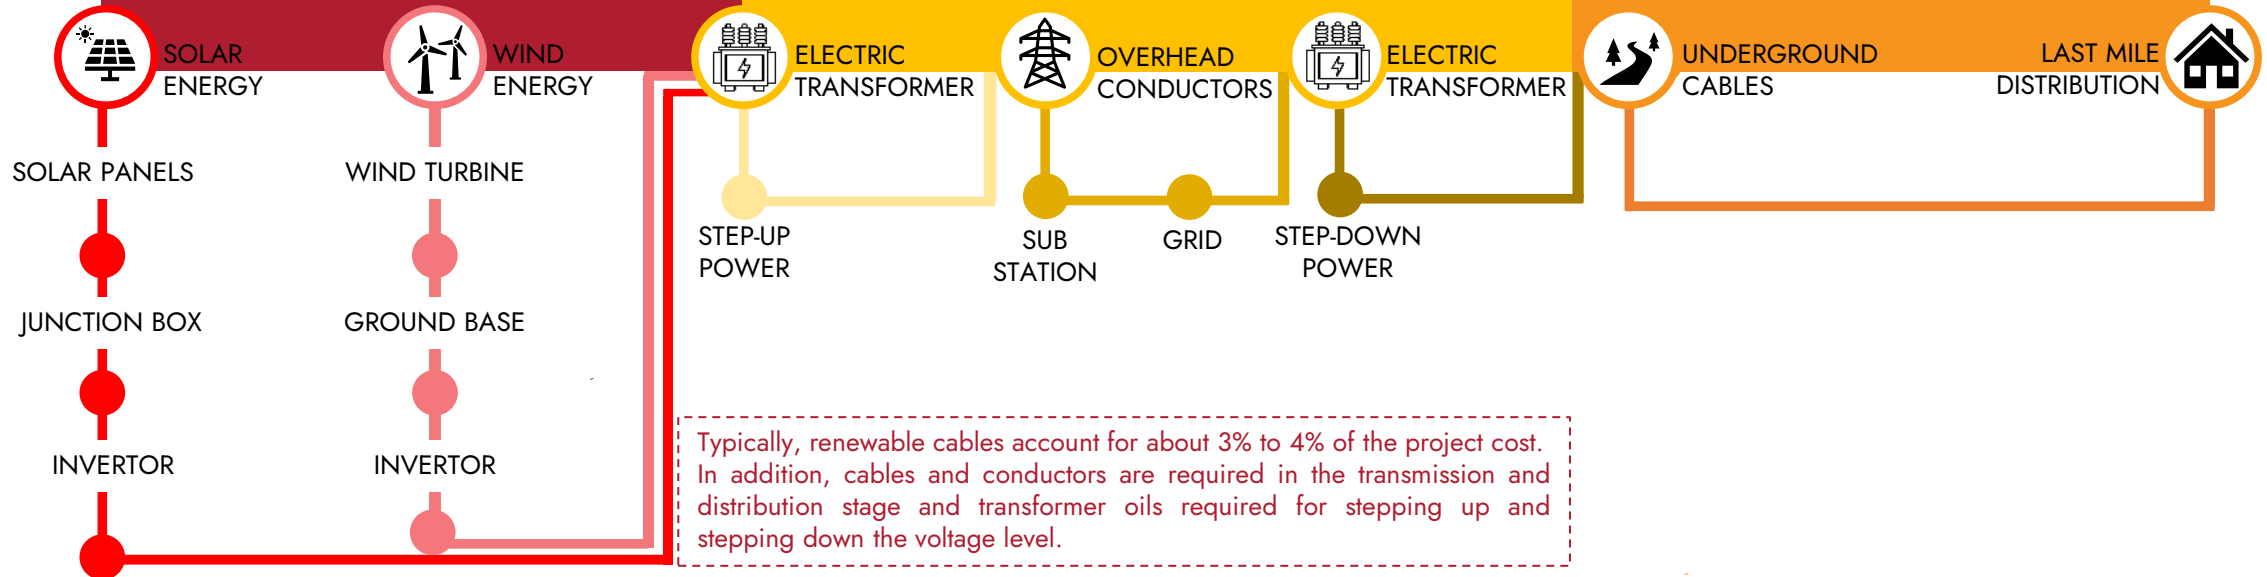 SOLAR
ENERGY
WIND
ENERGY
ELECTRIC
TRANSFORMER
OVERHEAD
CONDUCTORS
ELECTRIC
TRANSFORMER
UNDERGROUND
CABLES
LAST MILE
DISTRIBUTION
SOLAR PANELS
WIND TURBINE
STEP-UP
POWER
SUB
STATION
GRID
STEP-DOWN
POWER
JUNCTION BOX
GROUND BASE
INVERTOR
INVERTOR
Typically, renewable cables account for about 3% to 4% of the project cost.
In addition, cables and conductors are required in the transmission and
distribution stage and transformer oils required for stepping up and
stepping down the voltage level.